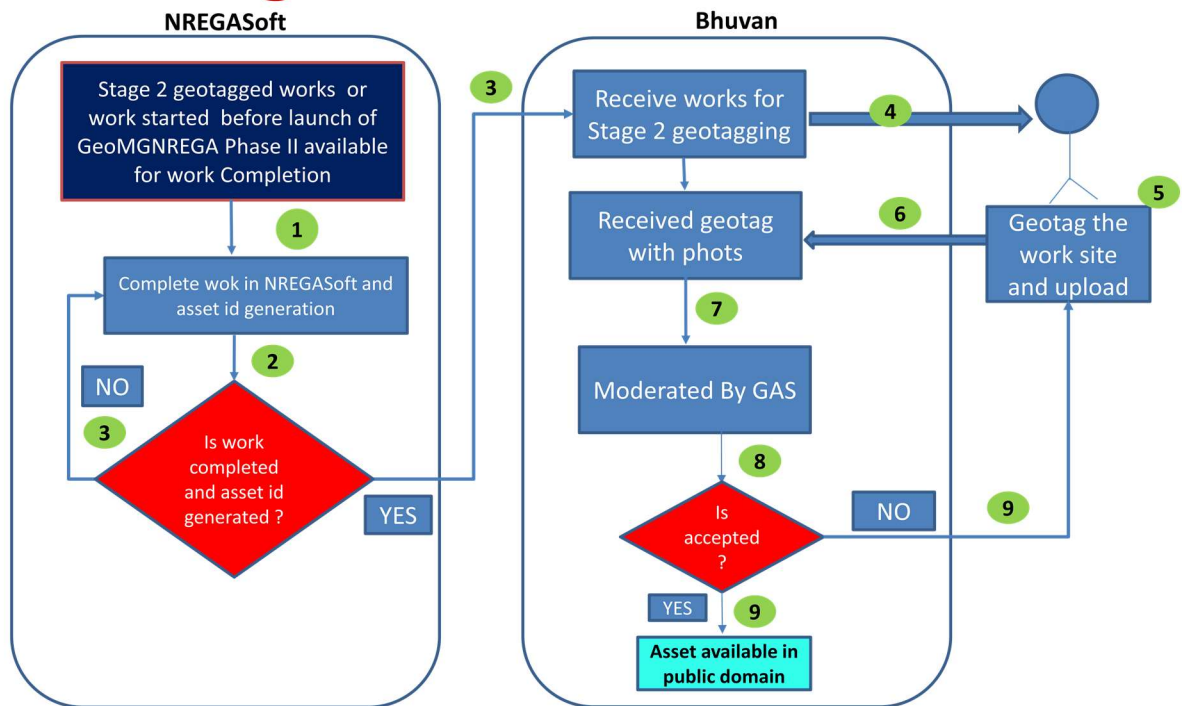 NREGASoft
Stage 2 geotagged works or
work started before launch of
GeoMGNREGA Phase II available
for work Completion
1
Complete wok in NREGASoft and
asset id generation
2
NO
3
Is work
completed
and asset id
generated ?
YES
3
Bhuvan
Receive works for
Stage 2 geotagging
4
5
Geotag the
work site
and upload
6
Received geotag
with phots
7
Moderated By GAS
8
Is
accepted
?
NO
9
YES
9
Asset available in
public domain